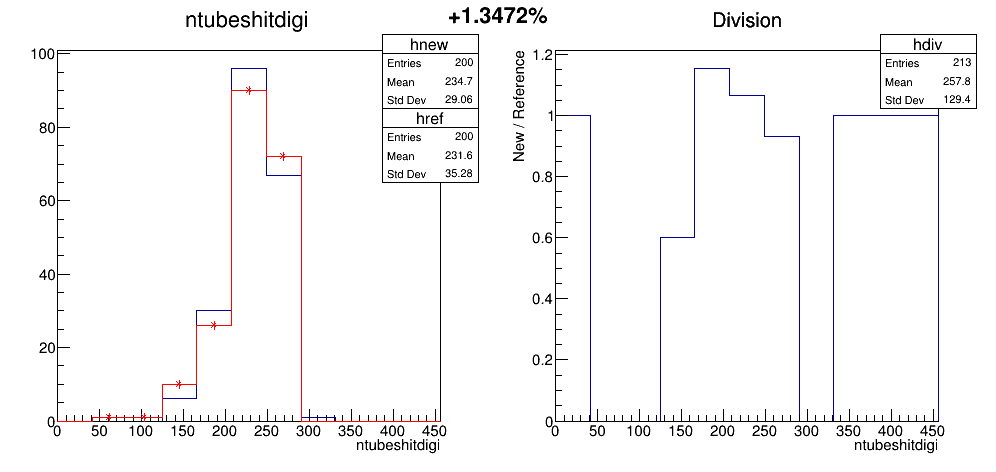 +1.3472%
ntubeshitdigi
hnew
Entries 200
Mean 234.7
Std Dev 29.06
href
Entries 200
Mean 231.6
Std Dev 35.28
100
80
60
40
20
0
0 50 100 150 200 250 300 350 400 450
ntubeshitdigi
Division
hdiv
Entries 213
Mean 257.8
Std Dev 129.4
New / Reference
1.2
1
0.8
0.6
0.4
0.2
0
0 50 100 150 200 250 300 350 400 450
ntubeshitdigi